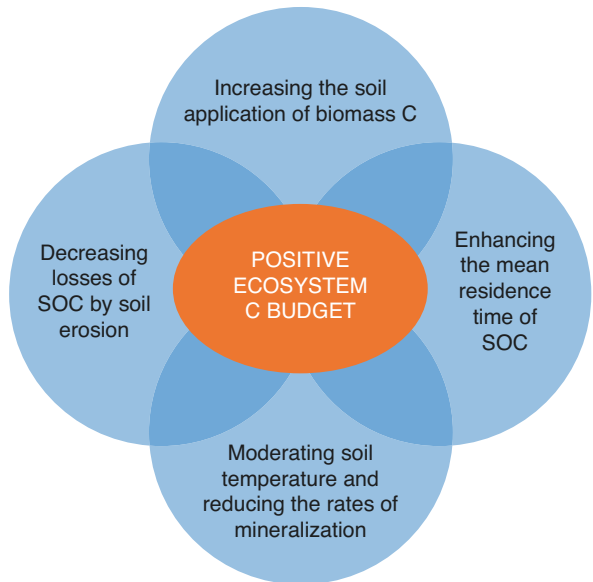 Increasing the soil
application of biomass C
Decreasing
losses of
SOC by soil
erosion
POSITIVE
ECOSYSTEM
C BUDGET
Enhancing
the mean
residence
time of
SOC
Moderating soil
temperature and
reducing the rates of
mineralization